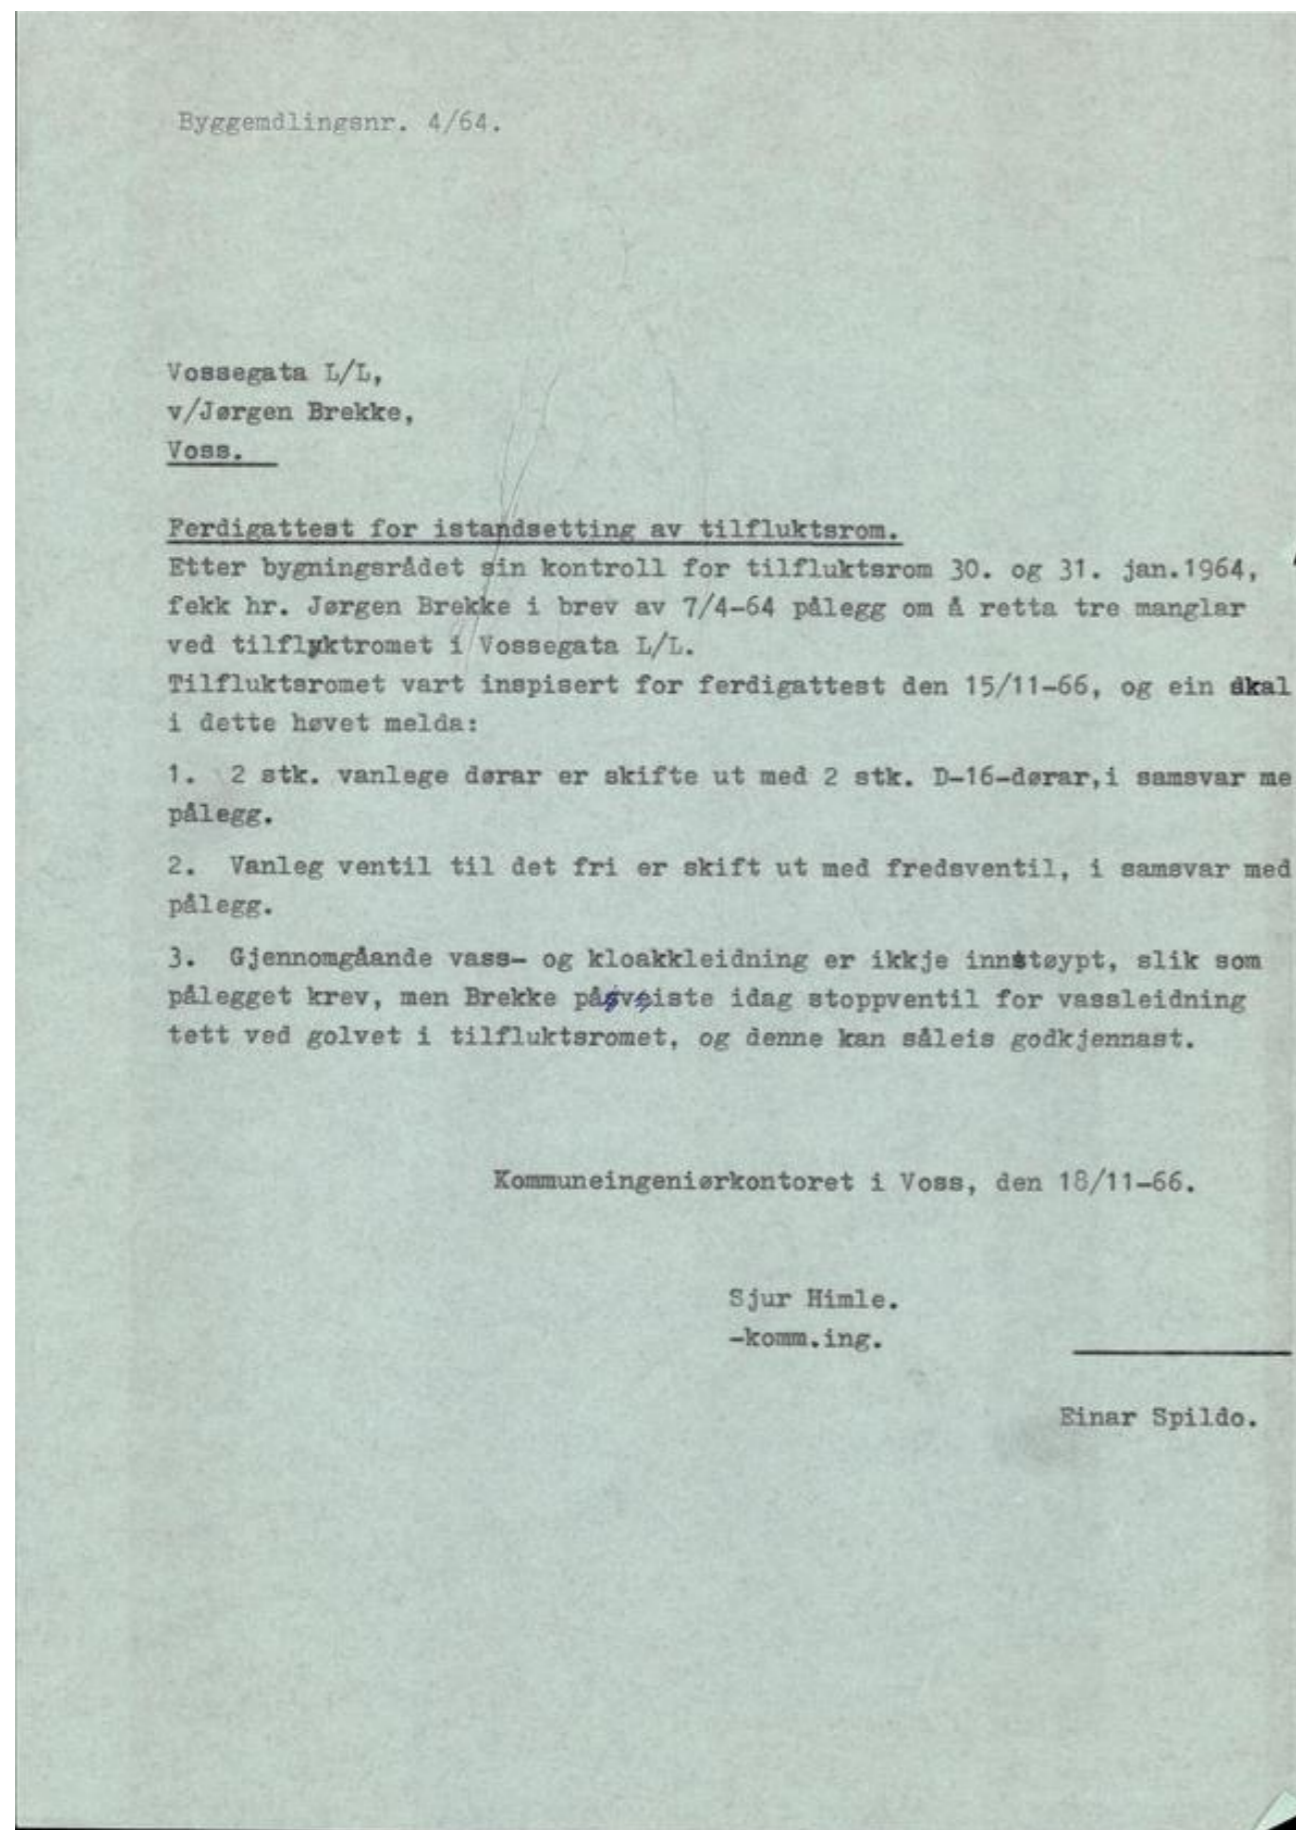 Byggemdlingsnr. 4/64.
Vossegata L/L,
v/Jørgen Brekke,
Voss.
Ferdigattest for istandsetting av tilfluktsrom.
Etter bygningsrådet sin kontroll for tilfluktsrom 30. og 31. jan.1964,
fekk hr. Jørgen Brekke i brev av 7/4-64 pålegg om å retta tre manglar
ved tilfluktromet i Vossegata L/L.
Tilfluktsromet vart inspisert for ferdigattest den 15/11-66, og ein skal
i dette høvet melda:
1. 2 stk. vanlege dørar er skifte ut med 2 stk. D-16-dørar,i samsvar me
pålegg.
2. Vanleg ventil til det fri er skift ut med fredsventil, i samsvar med
pålegg.
3. Gjennomgåande vass- og kloakkleidning er ikkje innstøypt, slik som
pålegget krev, men Brekke påviste idag stoppventil for vassleidning
tett ved golvet i tilfluktsromet, og denne kan såleis godkjennast.
Kommuneingeniørkontoret i Voss, den 18/11-66.
Sjur Himle.
-komm.ing.
Einar Spildo.